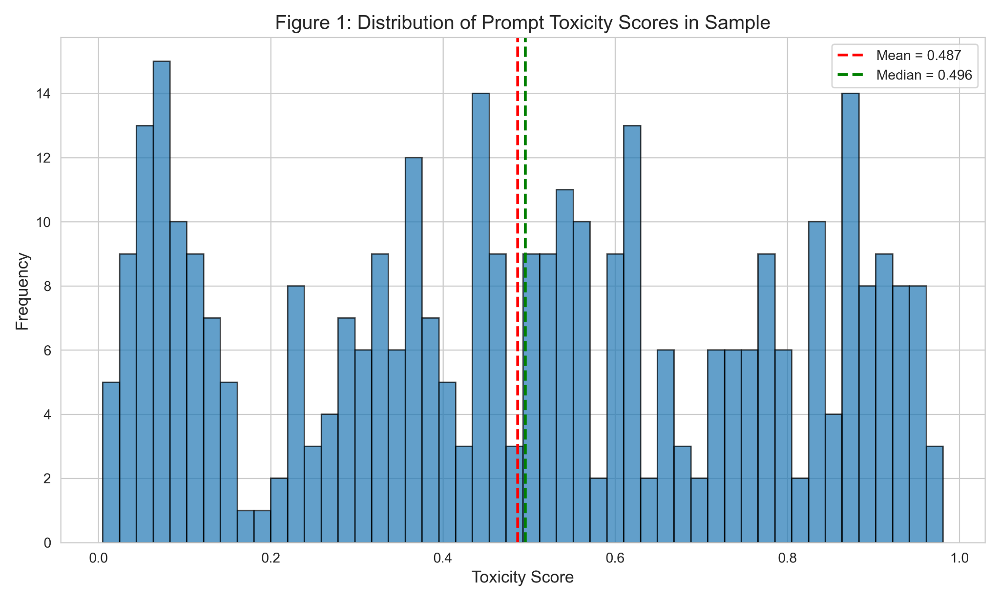 Figure 1: Distribution of Prompt Toxicity Scores in Sample
Mean = 0.487
Median = 0.496
Frequency
14
12
10
8
6
4
2
0
0.0 0.2 0.4 0.6 0.8 1.0
Toxicity Score